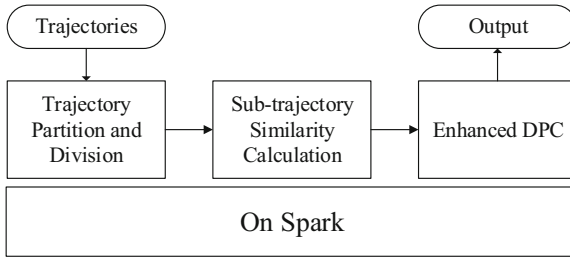 Trajectories
Output
Trajectory
Partition and
Division
Sub-trajectory
Similarity
Calculation
Enhanced DPC
On Spark